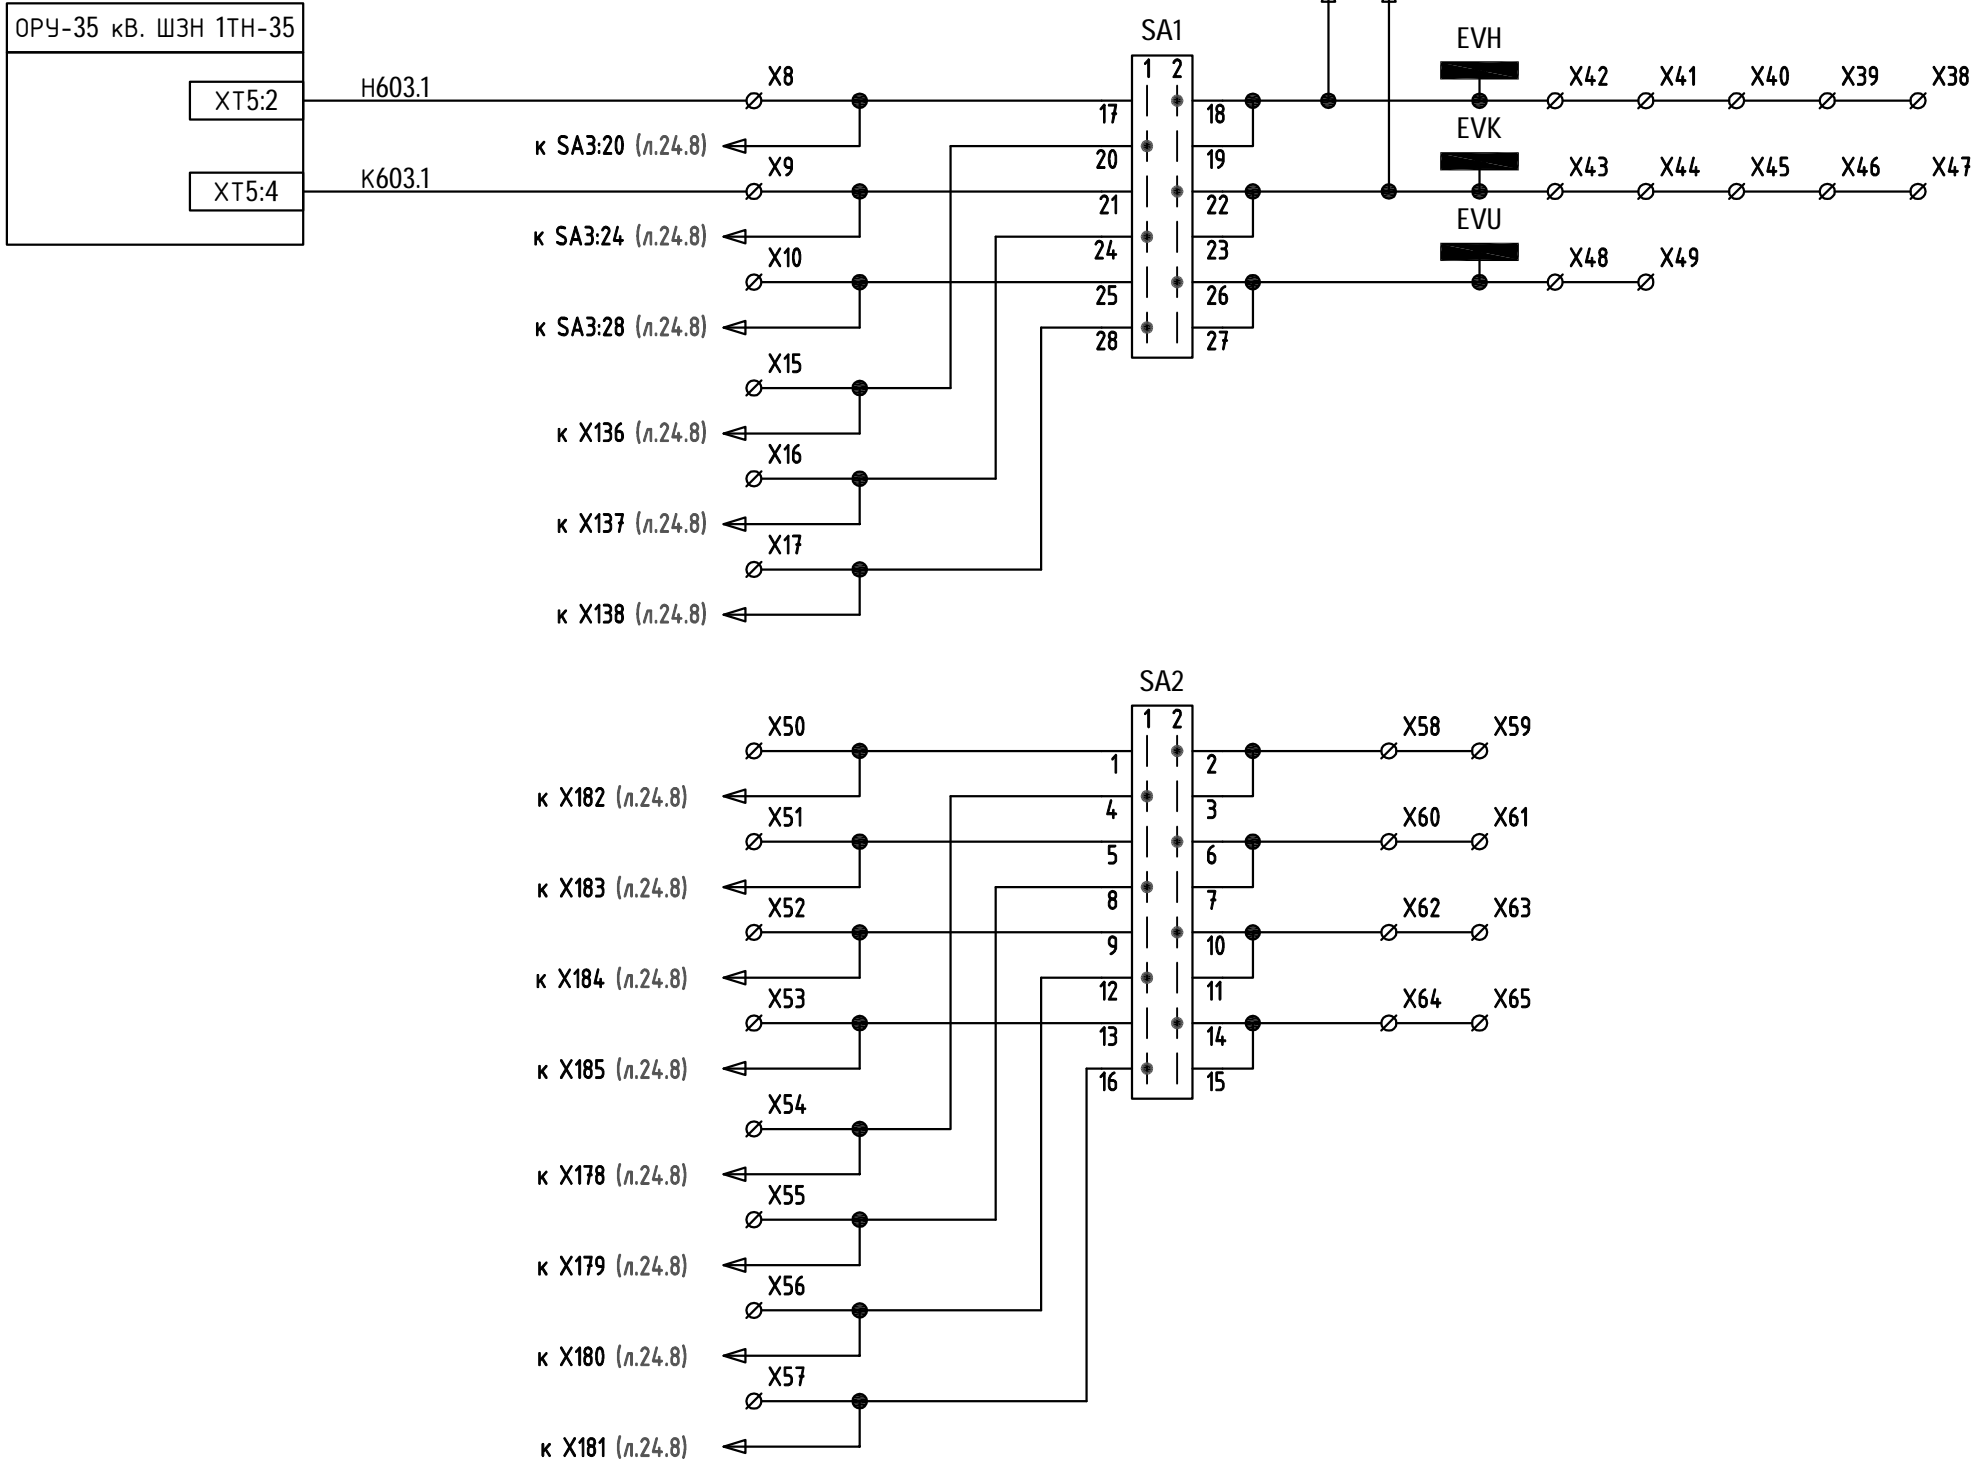 ОРУ-35 кВ. ШЗН 1ТН-35
XT5:2
H603.1
XT5:4
K603.1
X8
к SA3:20 (л.24.8)
X9
к SA3:24 (л.24.8)
X10
к SA3:28 (л.24.8)
X15
к X136 (л.24.8)
X16
к X137 (л.24.8)
X17
к X138 (л.24.8)
SA1
1 2
17 18
20 19
21 22
24 23
25 26
28 27
EVH
X42 X41 X40 X39 X38
EVK
X43 X44 X45 X46 X47
EVU
X48 X49
SA2
1 2
1 2
4 3
5 6
8 7
9 10
12 11
13 14
16 15
X50
к X182 (л.24.8)
X51
к X183 (л.24.8)
X52
к X184 (л.24.8)
X53
к X185 (л.24.8)
X54
к X178 (л.24.8)
X55
к X179 (л.24.8)
X56
к X180 (л.24.8)
X57
к X181 (л.24.8)
X58 X59
X60 X61
X62 X63
X64 X65